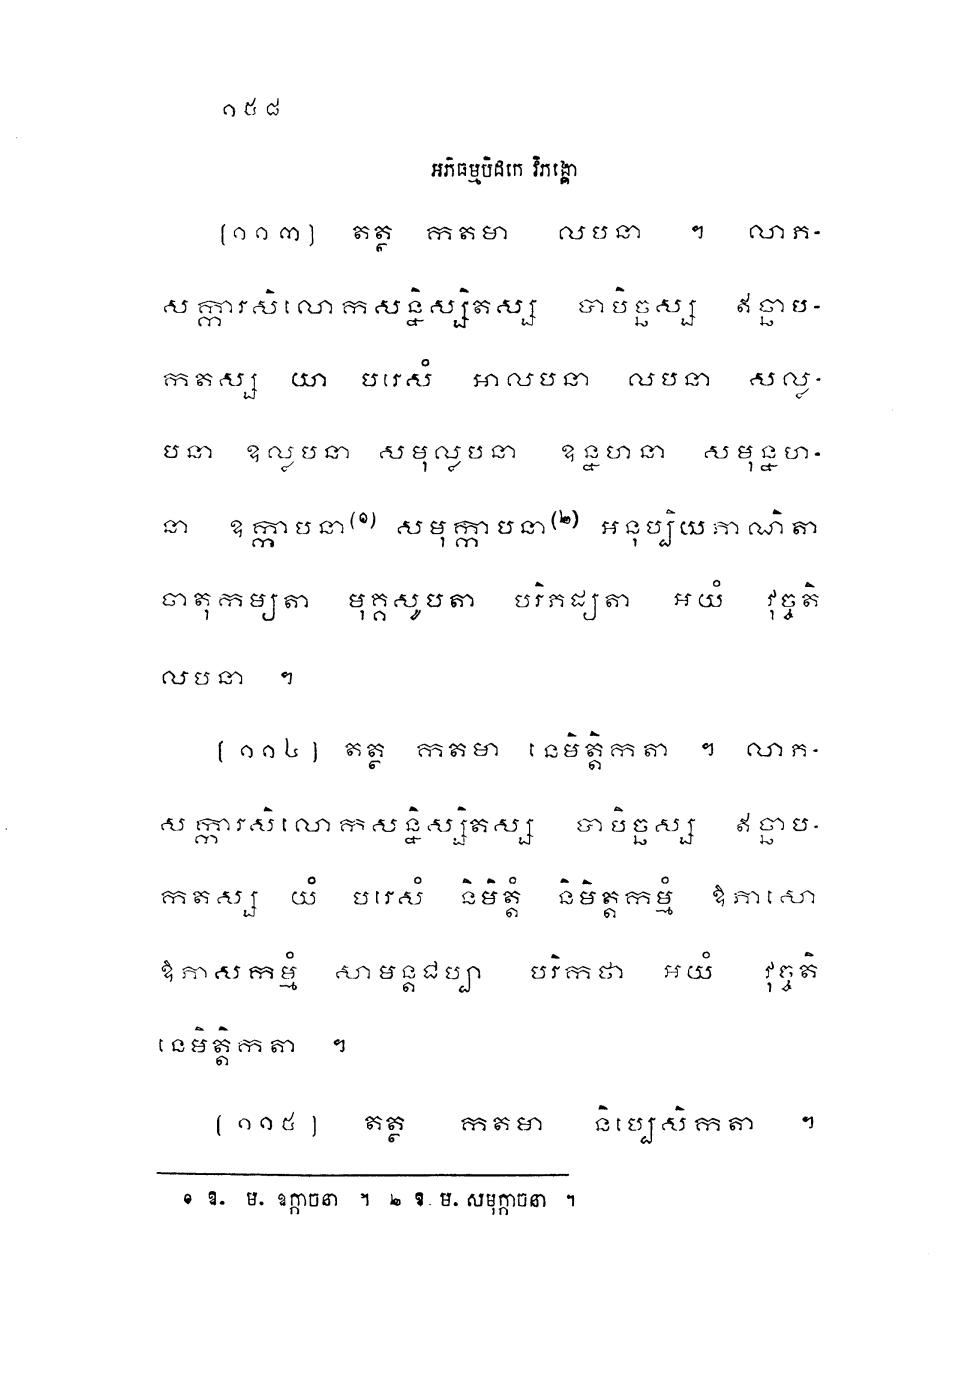 ១៥៨
អភិធម្មបិដកេ វិភង្គោ
(១១៣) តត្ថ កតមា លបនា ។ លាភ-
សក្ការសិលោកសន្និស្សិតស្ស បាបិច្ឆស្ស ឥច្ឆាប-
កតស្ស យា បរេសំ អាលបនា លបនា សល្ល-
បនា ឧល្លបនា សមុល្លបនា ឧន្នហនា សមុន្នហ-
នា ឧក្កាបនា(១) សមុក្កាបនា(២) អនុប្បិយភាណិតា
ចាតុកម្យតា មុគ្គសូបតា បរិភដ្យតា អយំ វុច្ចតិ
លបនា ។
(១១៤) តត្ថ កតមា នេមិត្តិកតា ។ លាភ-
សក្ការសិលោកសន្និស្សិតស្ស បាបិច្ឆស្ស ឥច្ឆាប-
កតស្ស យំ បរេសំ និមិត្តំ និមិត្តកម្មំ ឱភាសោ
ឱភាសកម្មំ សាមន្តជប្បា បរិកថា អយំ វុច្ចតិ
នេមិត្តិកតា ។
(១១៥) តត្ថ កតមា និប្បេសិកតា ។
១ ឱ. ម. ឧក្កាចនា ។ ២ ឱ. ម. សមុក្កាចនា ។